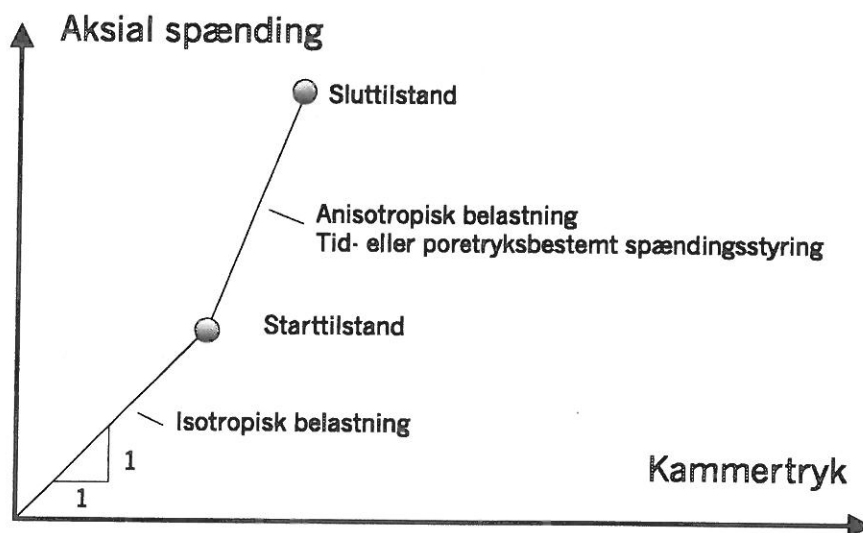 Aksial spænding
Sluttilstand
Anisotropisk belastning
Tid- eller poretryksbestemt spændingsstyring
Starttilstand
Isotropisk belastning
1
1
Kammertryk